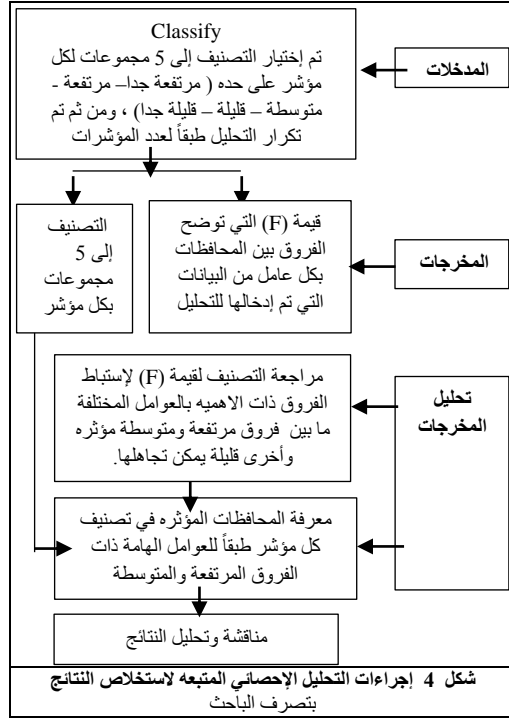 Classify
تم إختيار التصنيف إلى 5 مجموعات لكل
مؤشر على حده ( مرتفعة جدا– مرتفعة -
متوسطة – قليلة – قليلة جدا) ، ومن ثم تم
تكرار التحليل طبقاً لعدد المؤشرات
المدخلات
قيمة (F) التي توضح
الفروق بين المحافظات
بكل عامل من البيانات
التي تم إدخالها للتحليل
التصنيف
إلى 5
مجموعات
بكل مؤشر
المخرجات
مراجعة التصنيف لقيمة (F) لإستباط
الفروق ذات الاهميه بالعوامل المختلفة
ما بين فروق مرتفعة ومتوسطة مؤثره
وأخرى قليلة يمكن تجاهلها.
تحليل
المخرجات
معرفة المحافظات المؤثره في تصنيف
كل مؤشر طبقاً للعوامل الهامة ذات
الفروق المرتفعة والمتوسطة
مناقشة وتحليل النتائج
شكل 4 إجراءات التحليل الإحصائي المتبعه لاستخلاص النتائج
بتصرف الباحث